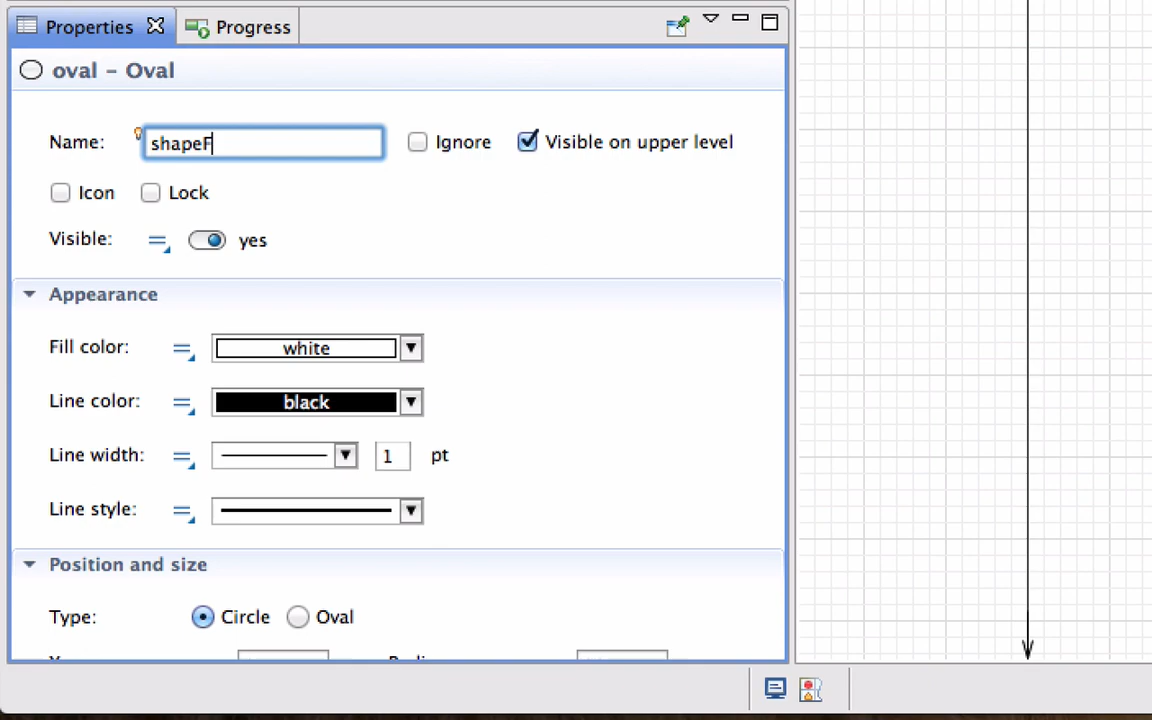 Properties Progress
oval – Oval
Name: shapeF Ignore Visible on upper level
Icon Lock
Visible: yes
Appearance
Fill color: white
Line color: black
Line width: 1 pt
Line style:
Position and size
Type: Circle Oval